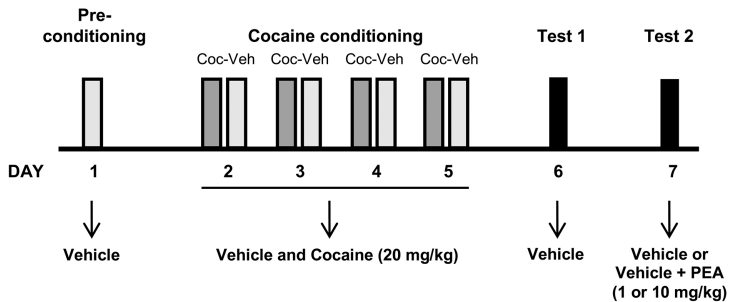 Pre-
conditioning
Cocaine conditioning
Test 1
Test 2
Coc-Veh Coc-Veh Coc-Veh Coc-Veh
DAY 1 2 3 4 5 6 7
Vehicle
Vehicle and Cocaine (20 mg/kg)
Vehicle
Vehicle or
Vehicle + PEA
(1 or 10 mg/kg)